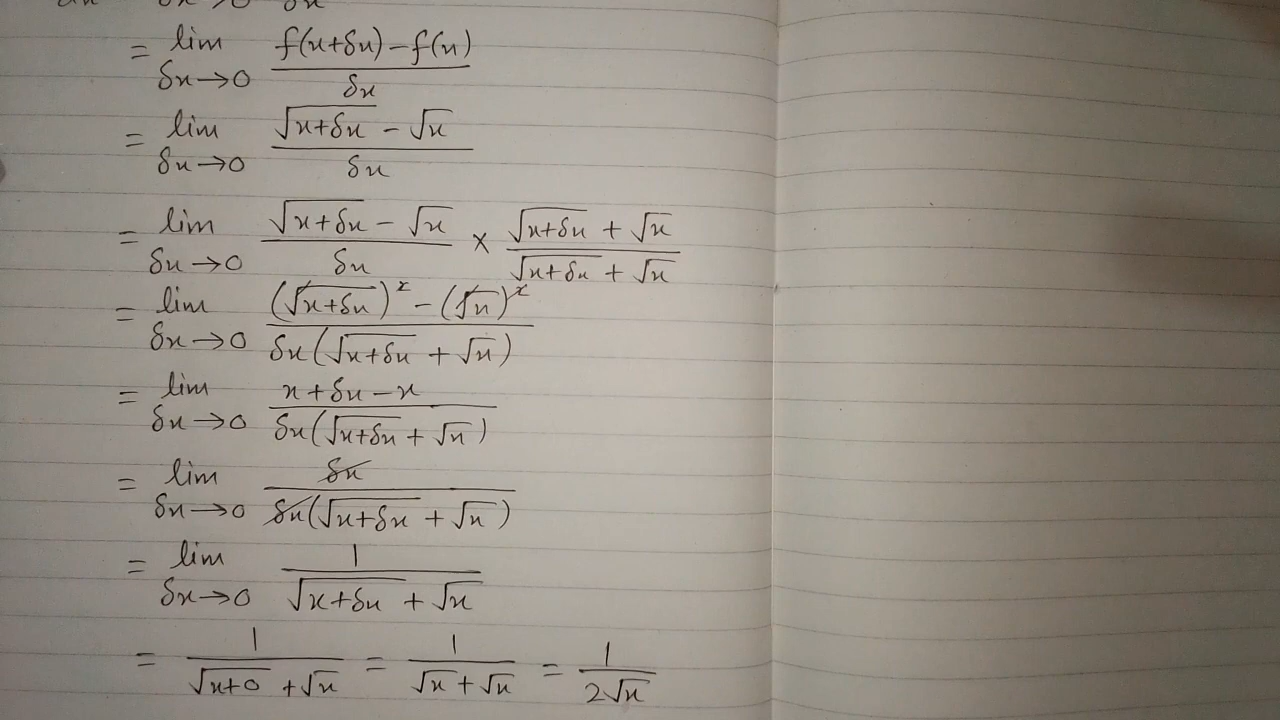 = lim δx→0 f(x+δx)-f(x) / δx
= lim δx→0 √(x+δx) - √x / δx
= lim δx→0 √(x+δx) - √x / δx × √(x+δx) + √x / √(x+δx) + √x
= lim δx→0 (√(x+δx))² - (√x)² / δx(√(x+δx) + √x)
= lim δx→0 x+δx-x / δx(√(x+δx) + √x)
= lim δx→0 δx / δx(√(x+δx) + √x)
= lim δx→0 1 / √(x+δx) + √x
= 1 / √(x+0) + √x = 1 / √x + √x = 1 / 2√x